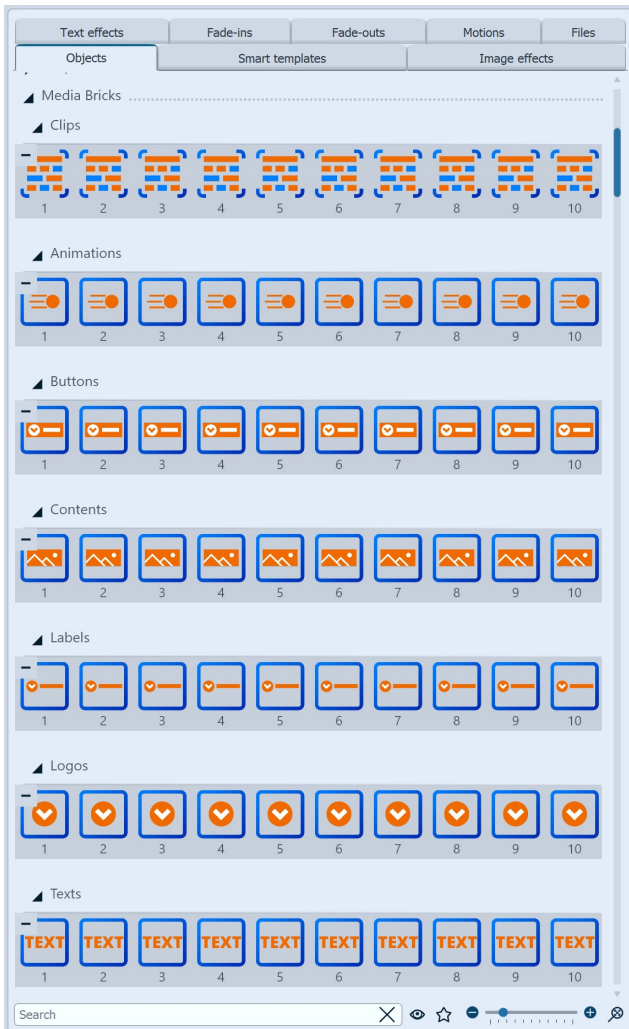 Text effects Fade-ins Fade-outs Motions Files
Objects Smart templates Image effects
Media Bricks
Clips
1 2 3 4 5 6 7 8 9 10
Animations
1 2 3 4 5 6 7 8 9 10
Buttons
1 2 3 4 5 6 7 8 9 10
Contents
1 2 3 4 5 6 7 8 9 10
Labels
1 2 3 4 5 6 7 8 9 10
Logos
1 2 3 4 5 6 7 8 9 10
Texts
TEXT TEXT TEXT TEXT TEXT TEXT TEXT TEXT TEXT TEXT
1 2 3 4 5 6 7 8 9 10
Search